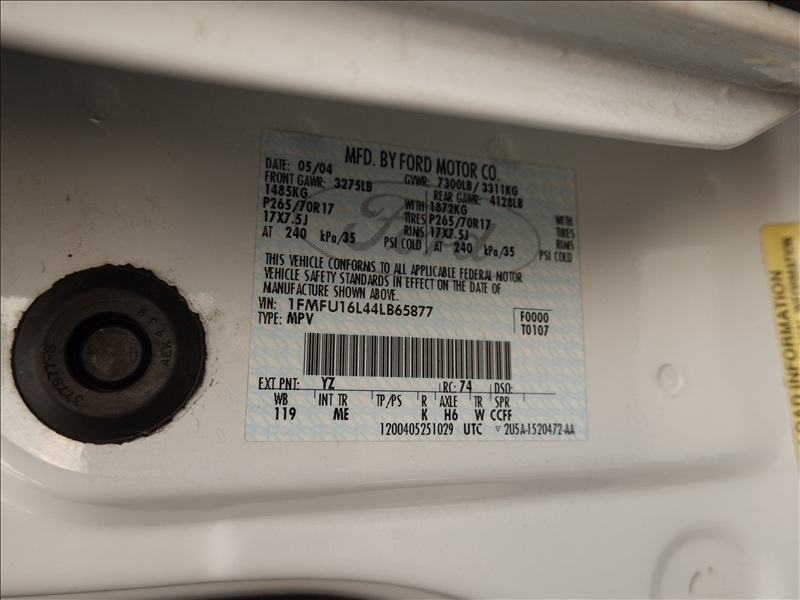 MFD. BY FORD MOTOR CO.
DATE: 05/04 GVWR: 7300LB/ 3311KG
FRONT GAWR: 3275LB REAR GAWR: 4128LB
1485KG WITH 1872KG WITH
P265/70R17 TIRES P265/70R17 TIRES
17X7.5J RIMS 17X7.5J RIMS
AT 240 kPa/35 PSI COLD AT 240 kPa/35 PSI COLD
Ford
THIS VEHICLE CONFORMS TO ALL APPLICABLE FEDERAL MOTOR
VEHICLE SAFETY STANDARDS IN EFFECT ON THE DATE OF
MANUFACTURE SHOWN ABOVE.
VIN: 1FMFU16L44LB65877
TYPE: MPV
F0000
T0107
EXT PNT: YZ RC: 74 DSO:
WB INT TR TP/PS R AXLE TR SPR
119 ME K H6 W CCFF
1200405251029 UTC ▽ 2U5A-1520472-AA
LOAD INFORMATION